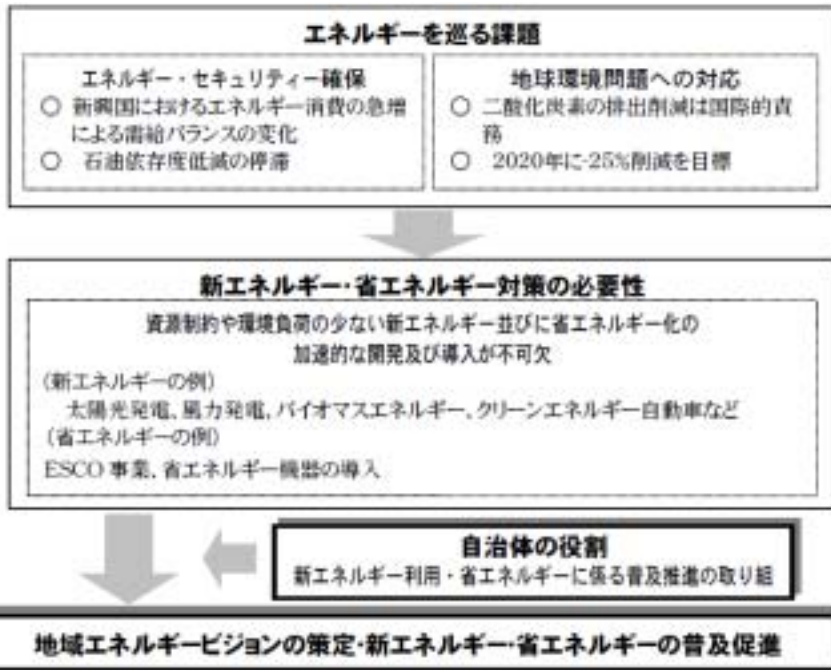 エネルギーを巡る課題
エネルギー・セキュリティー確保
○ 新興国におけるエネルギー消費の急増
による需給バランスの変化
○ 石油依存度低減の停滞
地球環境問題への対応
○ 二酸化炭素の排出削減は国際的責
務
○ 2020年に-25%削減を目標
新エネルギー・省エネルギー対策の必要性
資源制約や環境負荷の少ない新エネルギー並びに省エネルギー化の
加速的な開発及び導入が不可欠
(新エネルギーの例)
太陽光発電、風力発電、バイオマスエネルギー、クリーンエネルギー自動車など
(省エネルギーの例)
ESCO 事業、省エネルギー機器の導入
自治体の役割
新エネルギー利用・省エネルギーに係る普及推進の取り組
地域エネルギービジョンの策定・新エネルギー・省エネルギーの普及促進